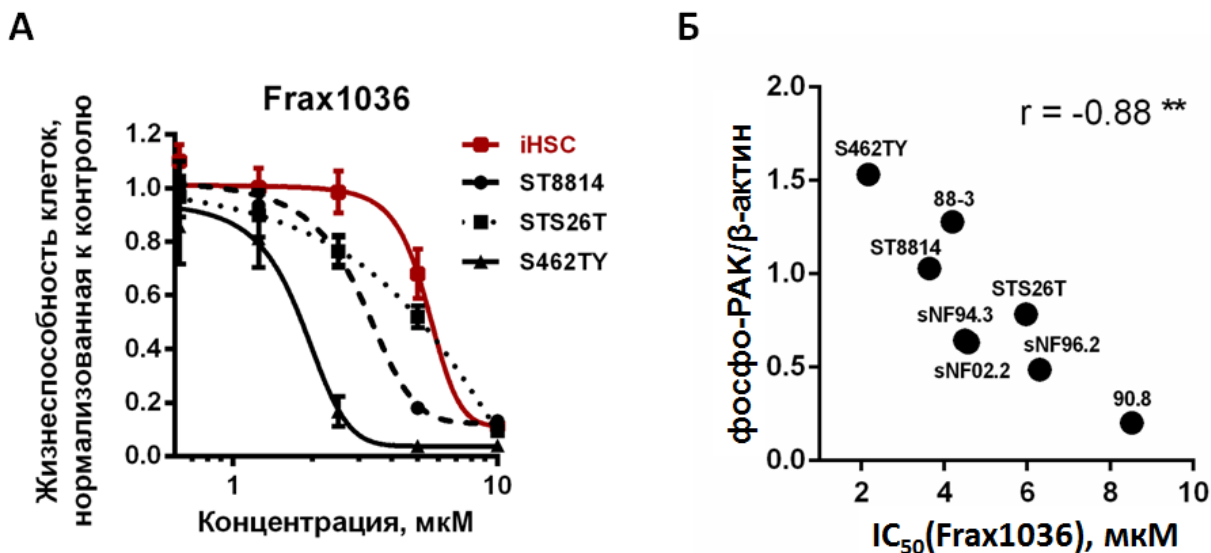 А
Frax1036
Жизнеспособность клеток,
нормализованная к контролю
1.2
1.0
0.8
0.6
0.4
0.2
0.0
1
10
Концентрация, мкМ
iHSC
ST8814
STS26T
S462TY
Б
фосфо-РАК/β-актин
2.0
1.5
1.0
0.5
0.0
r = -0.88 **
S462TY
88-3
ST8814
STS26T
sNF94.3
sNF96.2
sNF02.2
90.8
2
4
6
8
10
IC₅₀(Frax1036), мкМ